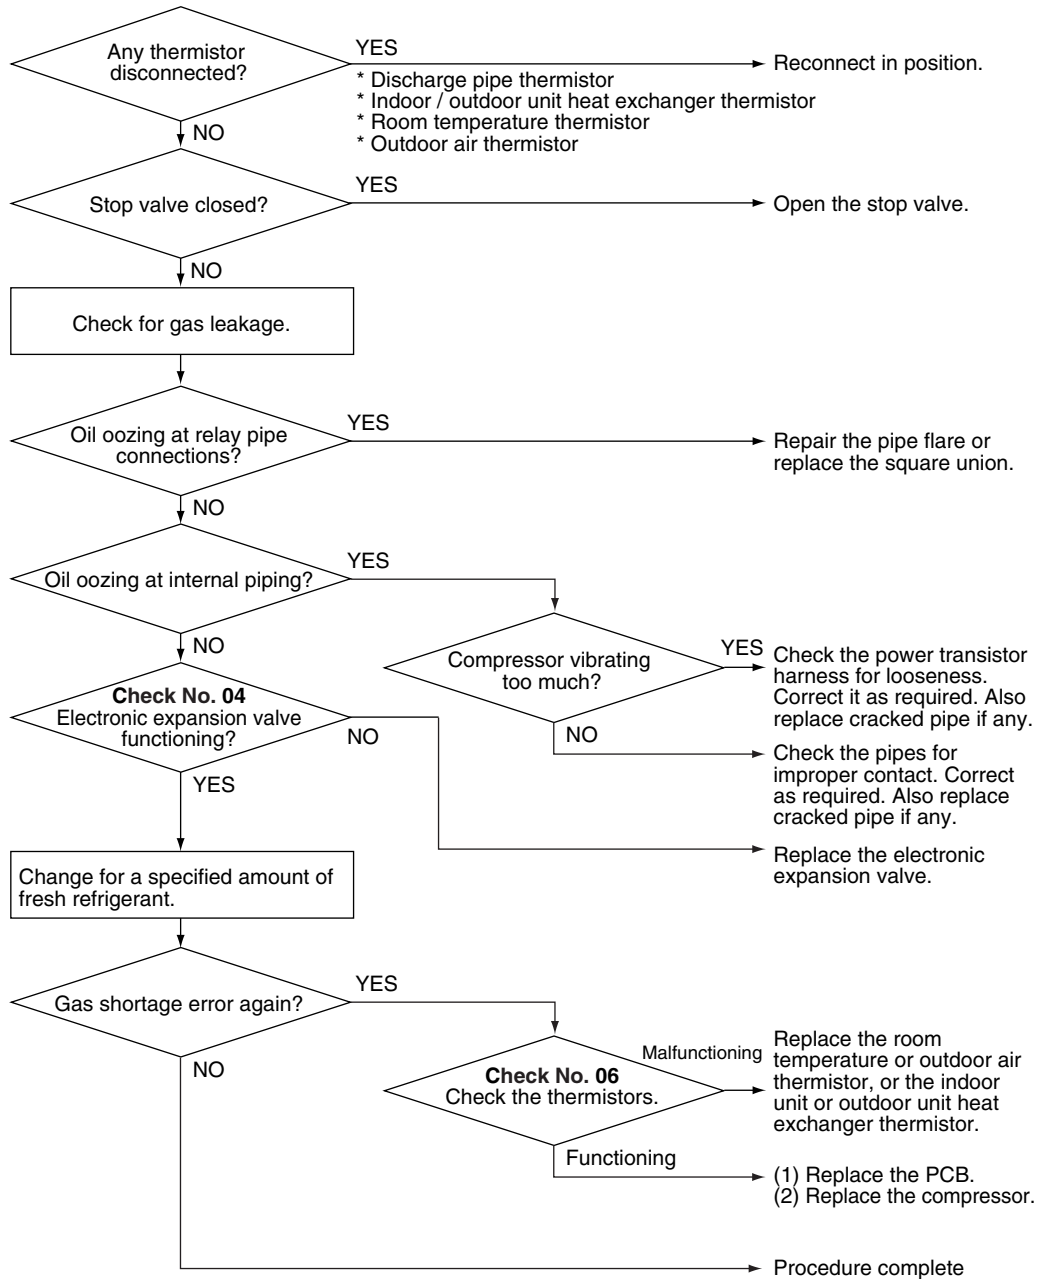 Any thermistor
disconnected?
YES
* Discharge pipe thermistor
* Indoor / outdoor unit heat exchanger thermistor
* Room temperature thermistor
* Outdoor air thermistor
Reconnect in position.
NO
Stop valve closed?
YES
Open the stop valve.
NO
Check for gas leakage.
Oil oozing at relay pipe
connections?
YES
Repair the pipe flare or
replace the square union.
NO
Oil oozing at internal piping?
YES
NO
Compressor vibrating
too much?
YES
Check the power transistor
harness for looseness.
Correct it as required. Also
replace cracked pipe if any.
NO
Check the pipes for
improper contact. Correct
as required. Also replace
cracked pipe if any.
Check No. 04
Electronic expansion valve
functioning?
NO
Replace the electronic
expansion valve.
YES
Change for a specified amount of
fresh refrigerant.
Gas shortage error again?
YES
NO
Check No. 06
Check the thermistors.
Malfunctioning
Replace the room
temperature or outdoor air
thermistor, or the indoor
unit or outdoor unit heat
exchanger thermistor.
Functioning
(1) Replace the PCB.
(2) Replace the compressor.
Procedure complete